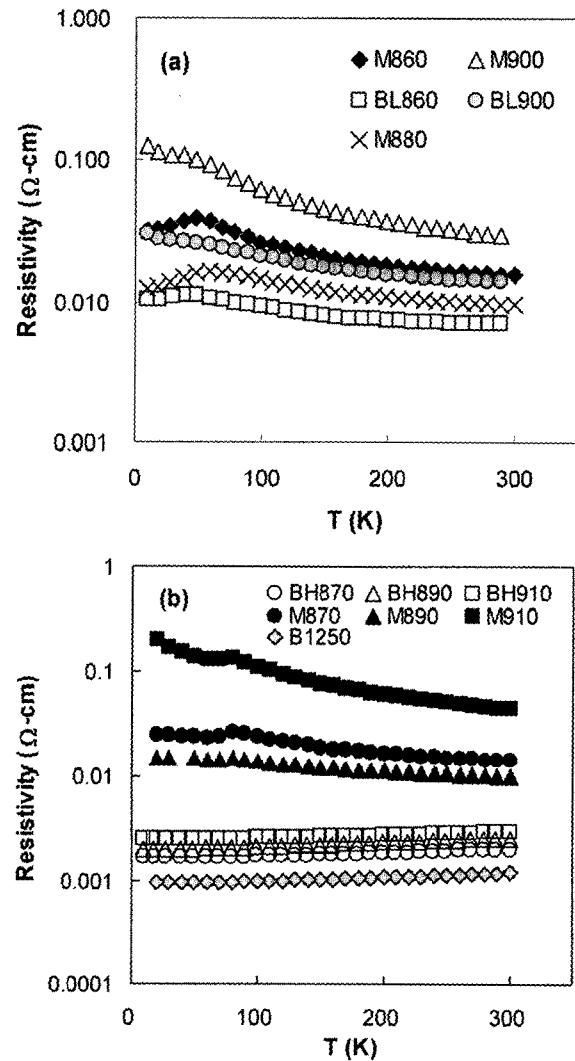 1.000
(a)
M860 M900
BL860 BL900
M880
0.100
0.010
0.001
0 100 200 300
Resistivity (Ω-cm)
T (K)
1
(b)
BH870 BH890 BH910
M870 M890 M910
B1250
0.1
0.01
0.001
0.0001
0 100 200 300
Resistivity (Ω-cm)
T (K)